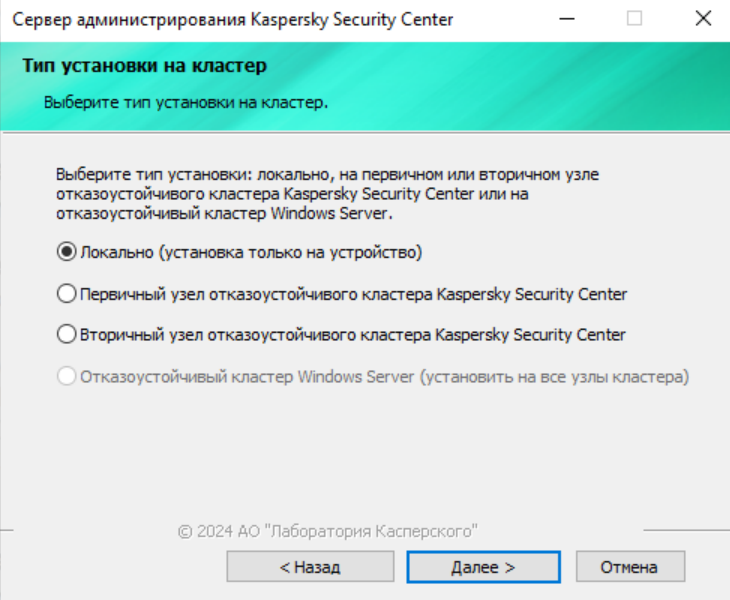 Сервер администрирования Kaspersky Security Center
Тип установки на кластер
Выберите тип установки на кластер.
Выберите тип установки: локально, на первичном или вторичном узле
отказоустойчивого кластера Kaspersky Security Center или на
отказоустойчивый кластер Windows Server.
Локально (установка только на устройство)
Первичный узел отказоустойчивого кластера Kaspersky Security Center
Вторичный узел отказоустойчивого кластера Kaspersky Security Center
Отказоустойчивый кластер Windows Server (установить на все узлы кластера)
© 2024 АО "Лаборатория Касперского"
< Назад Далее > Отмена